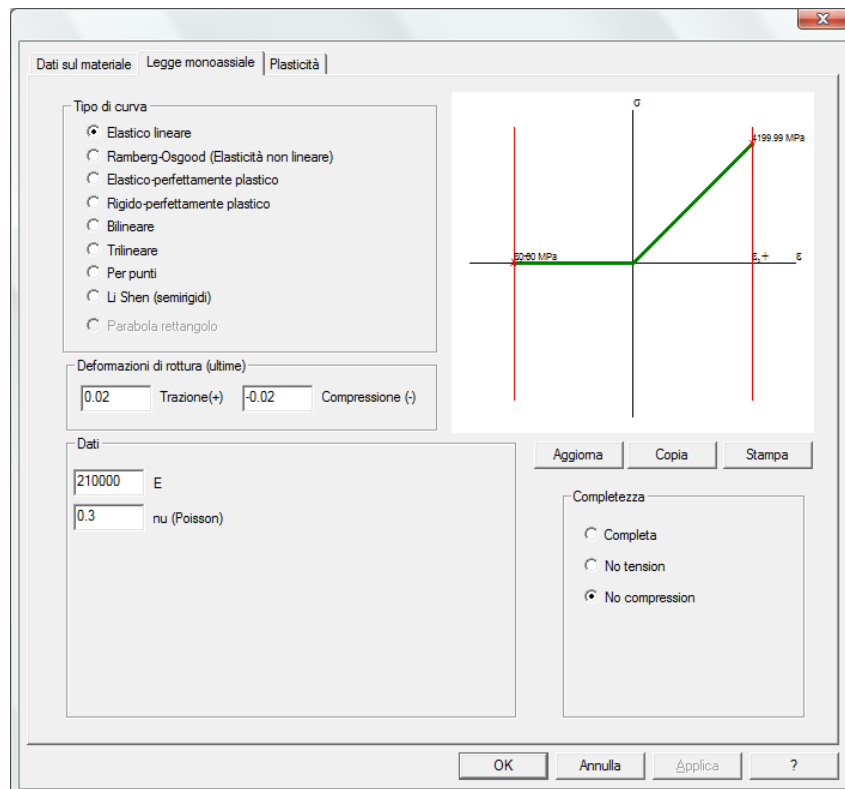 Dati sul materiale Legge monoassiale Plasticità
Tipo di curva
Elastico lineare
Ramberg-Osgood (Elasticità non lineare)
Elastico-perfettamente plastico
Rigido-perfettamente plastico
Bilineare
Trilineare
Per punti
Li Shen (semirigidi)
Parabola rettangolo
σ
4199.99 MPa
MPa
ε
Deformazioni di rottura (ultime)
0.02 Trazione(+) -0.02 Compressione (-)
Aggiorna Copia Stampa
Dati
210000 E
0.3 nu (Poisson)
Completezza
Completa
No tension
No compression
OK Annulla Applica ?